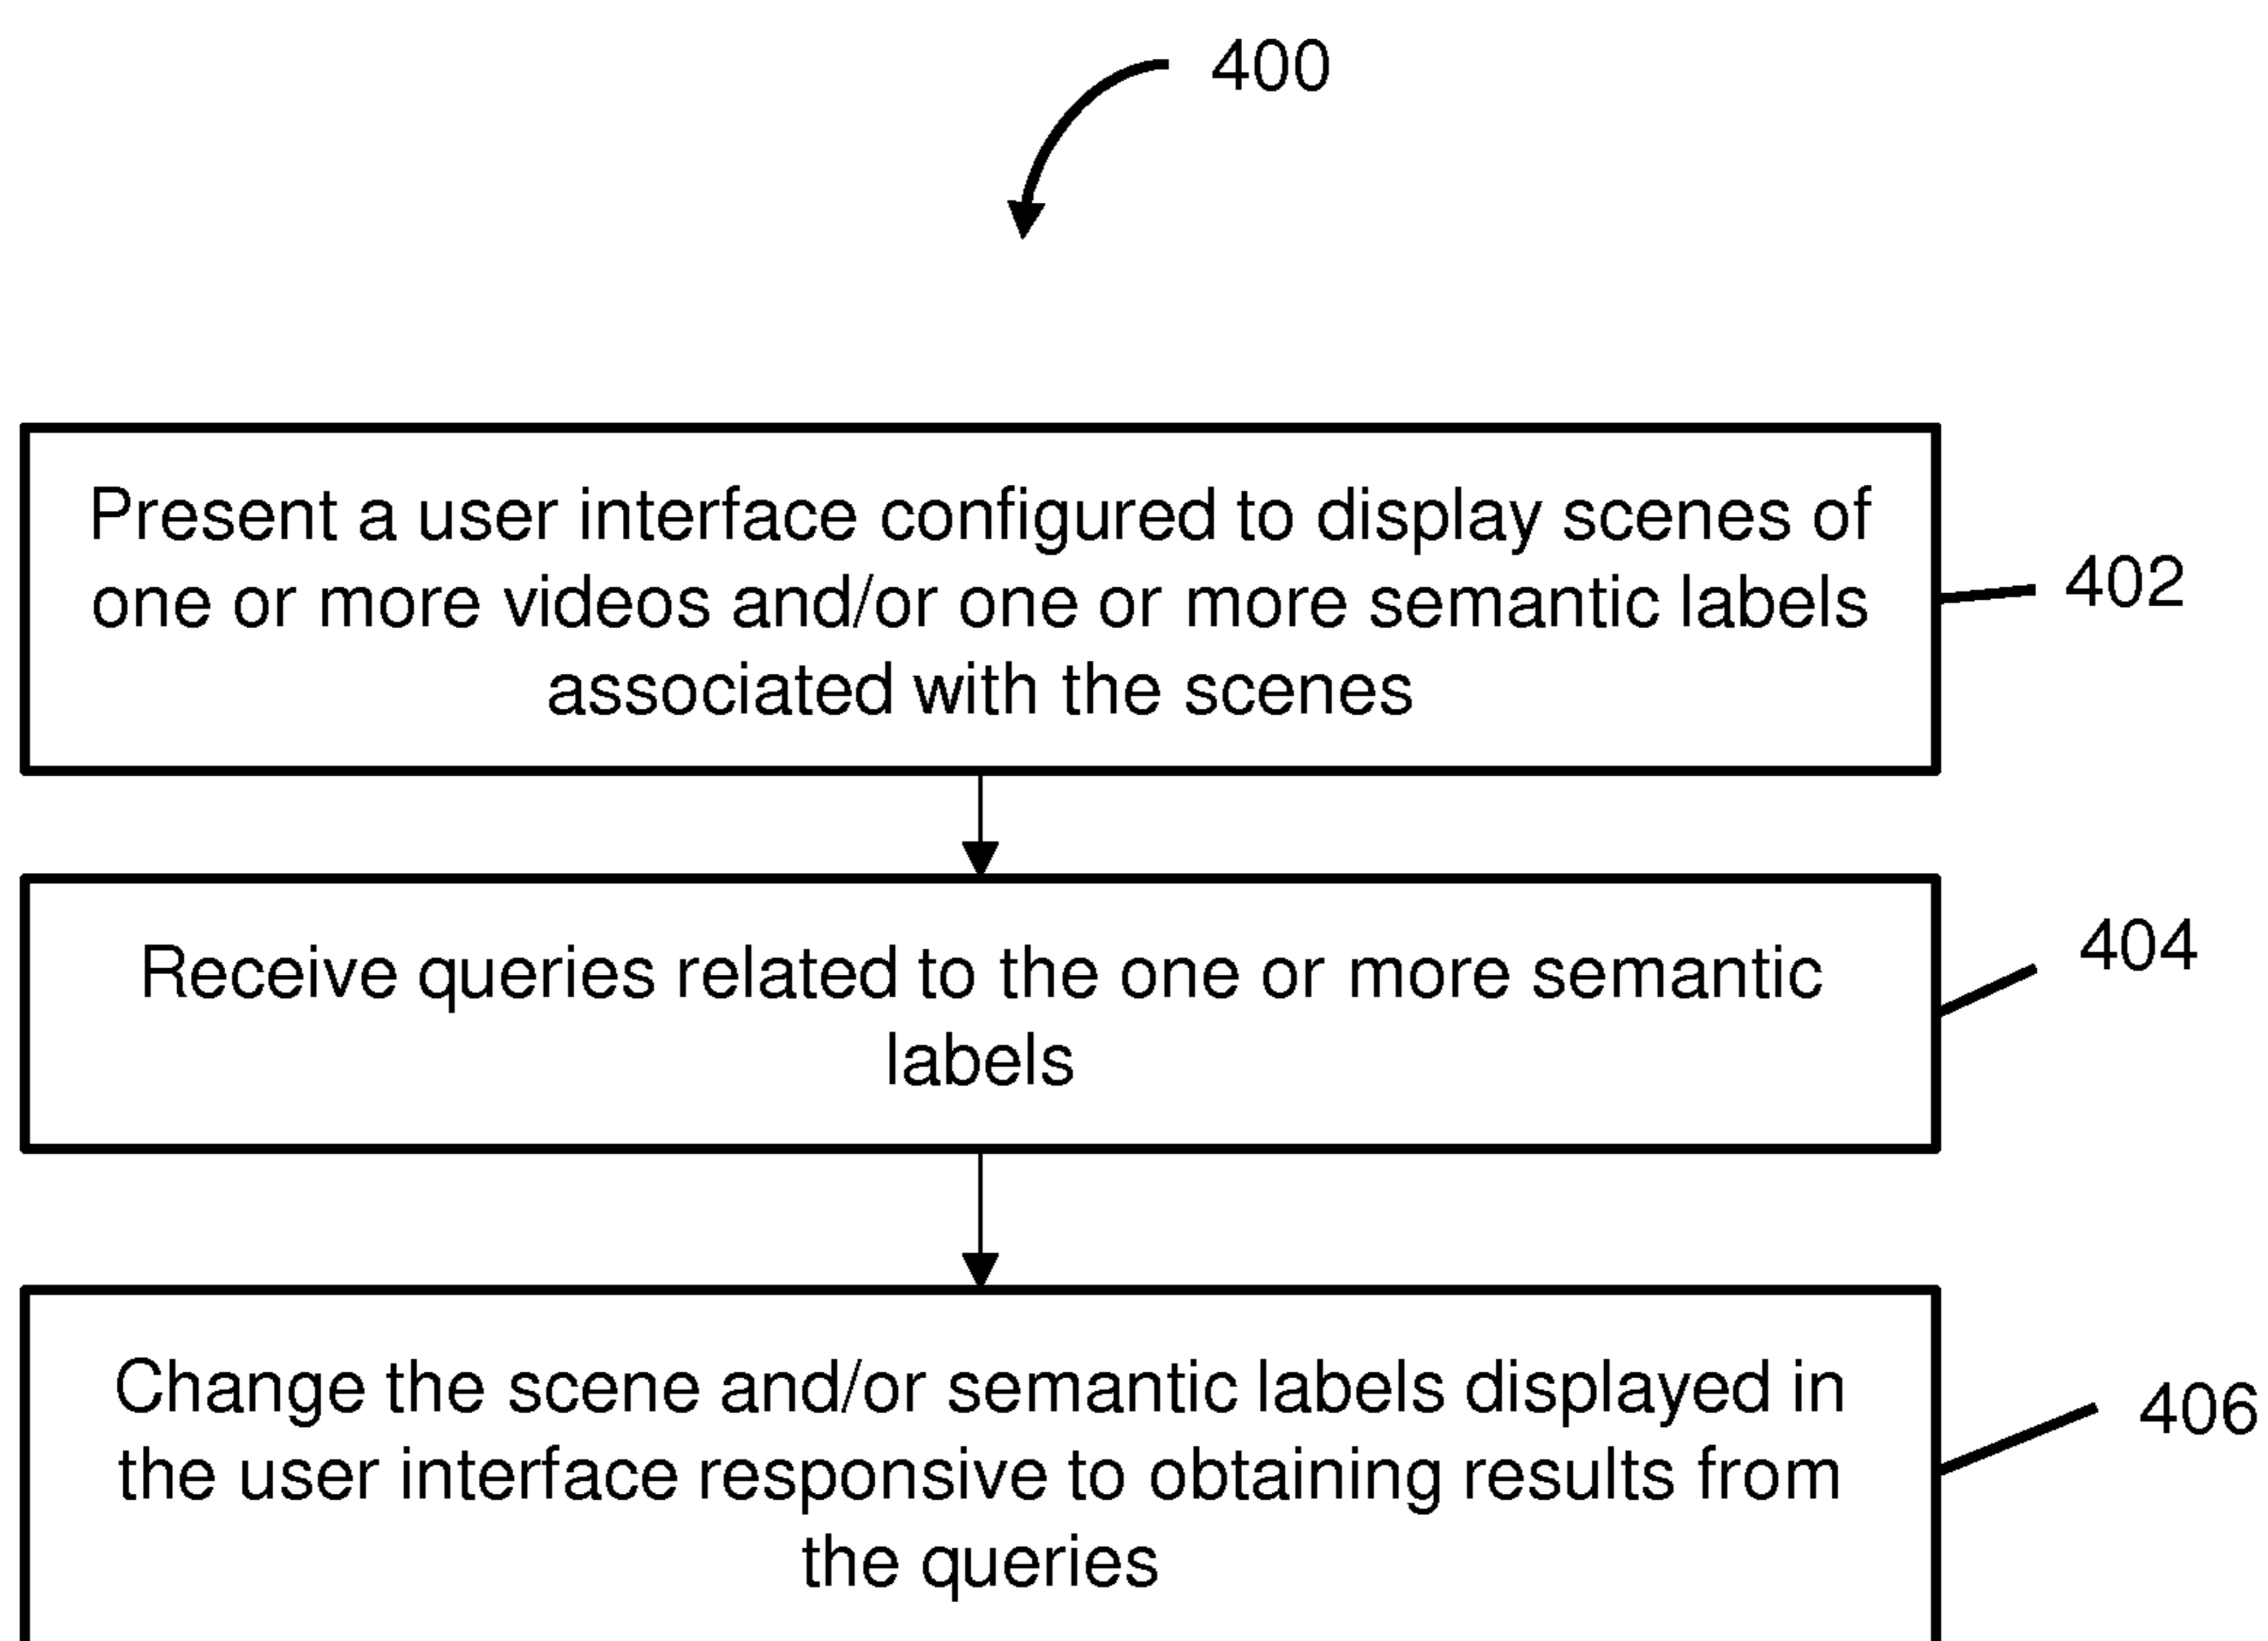 400
Present a user interface configured to display scenes of
one or more videos and/or one or more semantic labels
associated with the scenes
402
Receive queries related to the one or more semantic
labels
404
Change the scene and/or semantic labels displayed in
the user interface responsive to obtaining results from
the queries
406